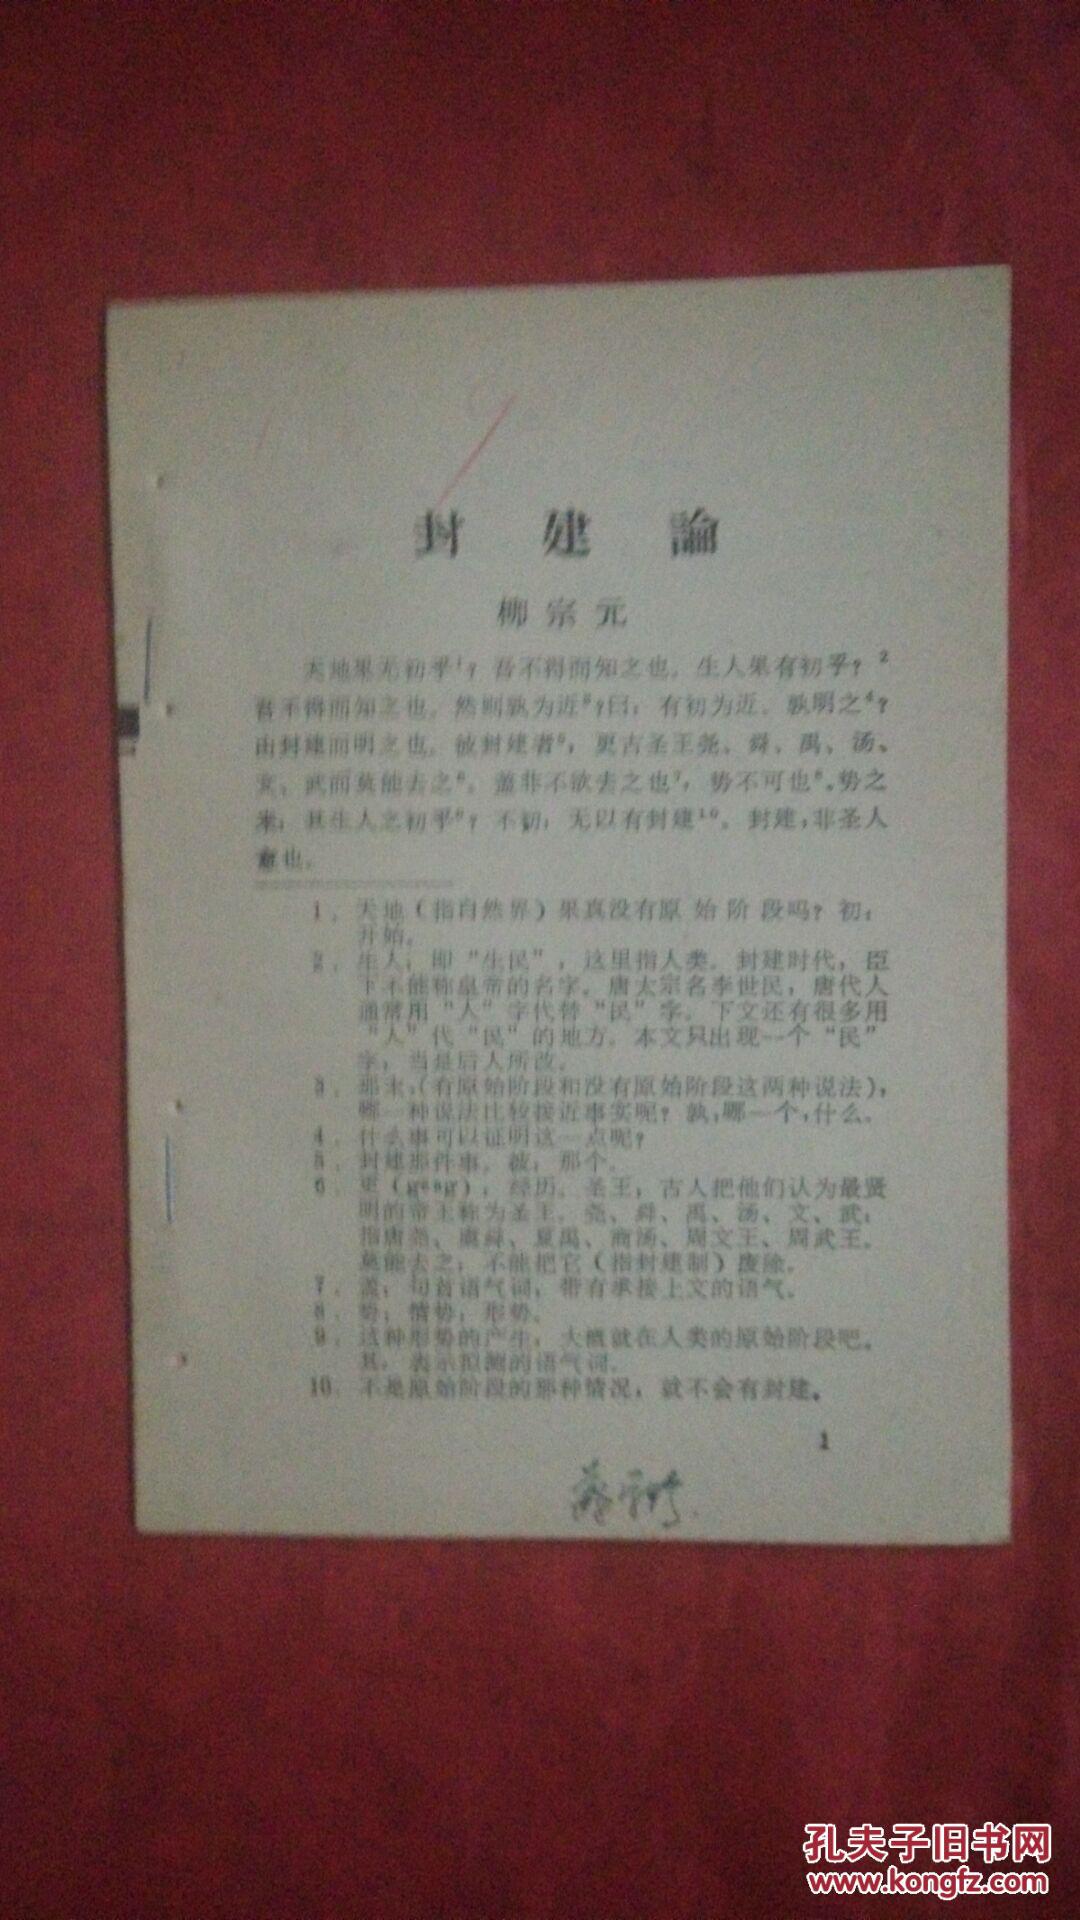 封 建 論
柳宗元
天地果无初乎¹？吾不得而知之也。生人果有初乎？²
吾不得而知之也。然则孰为近³？曰：有初为近。孰明之⁴？
由封建而明之也。彼封建者⁵，更古圣王尧、舜、禹、汤、
文、武而莫能去之⁶。盖非不欲去之也⁷，势不可也⁸。势之
来，其生人之初乎⁹？不初，无以有封建¹⁰。封建，非圣人
意也。
1．天地（指自然界）果真没有原始阶段吗？初：
开始。
2．生人：即“生民”，这里指人类。封建时代，臣
下不能称皇帝的名字。唐太宗名李世民，唐代人
通常用“人”字代替“民”字。下文还有很多用
“人”代“民”的地方。本文只出现一个“民”
字，当是后人所改。
3．那末，（有原始阶段和没有原始阶段这两种说法），
哪一种说法比较接近事实呢？孰，哪一个，什么。
4．什么事可以证明这一点呢？
5．封建那件事。彼：那个。
6．更（gēng）：经历。圣王：古人把他们认为最贤
明的帝王称为圣王。尧、舜、禹、汤、文、武：
指唐尧、虞舜、夏禹、商汤、周文王、周武王。
莫能去之：不能把它（指封建制）废除。
7．盖：句首语气词，带有承接上文的语气。
8．势：情势，形势。
9．这种形势的产生，大概就在人类的原始阶段吧。
其：表示拟测的语气词。
10．不是原始阶段的那种情况，就不会有封建。
1
孔夫子旧书网
www.kongfz.com